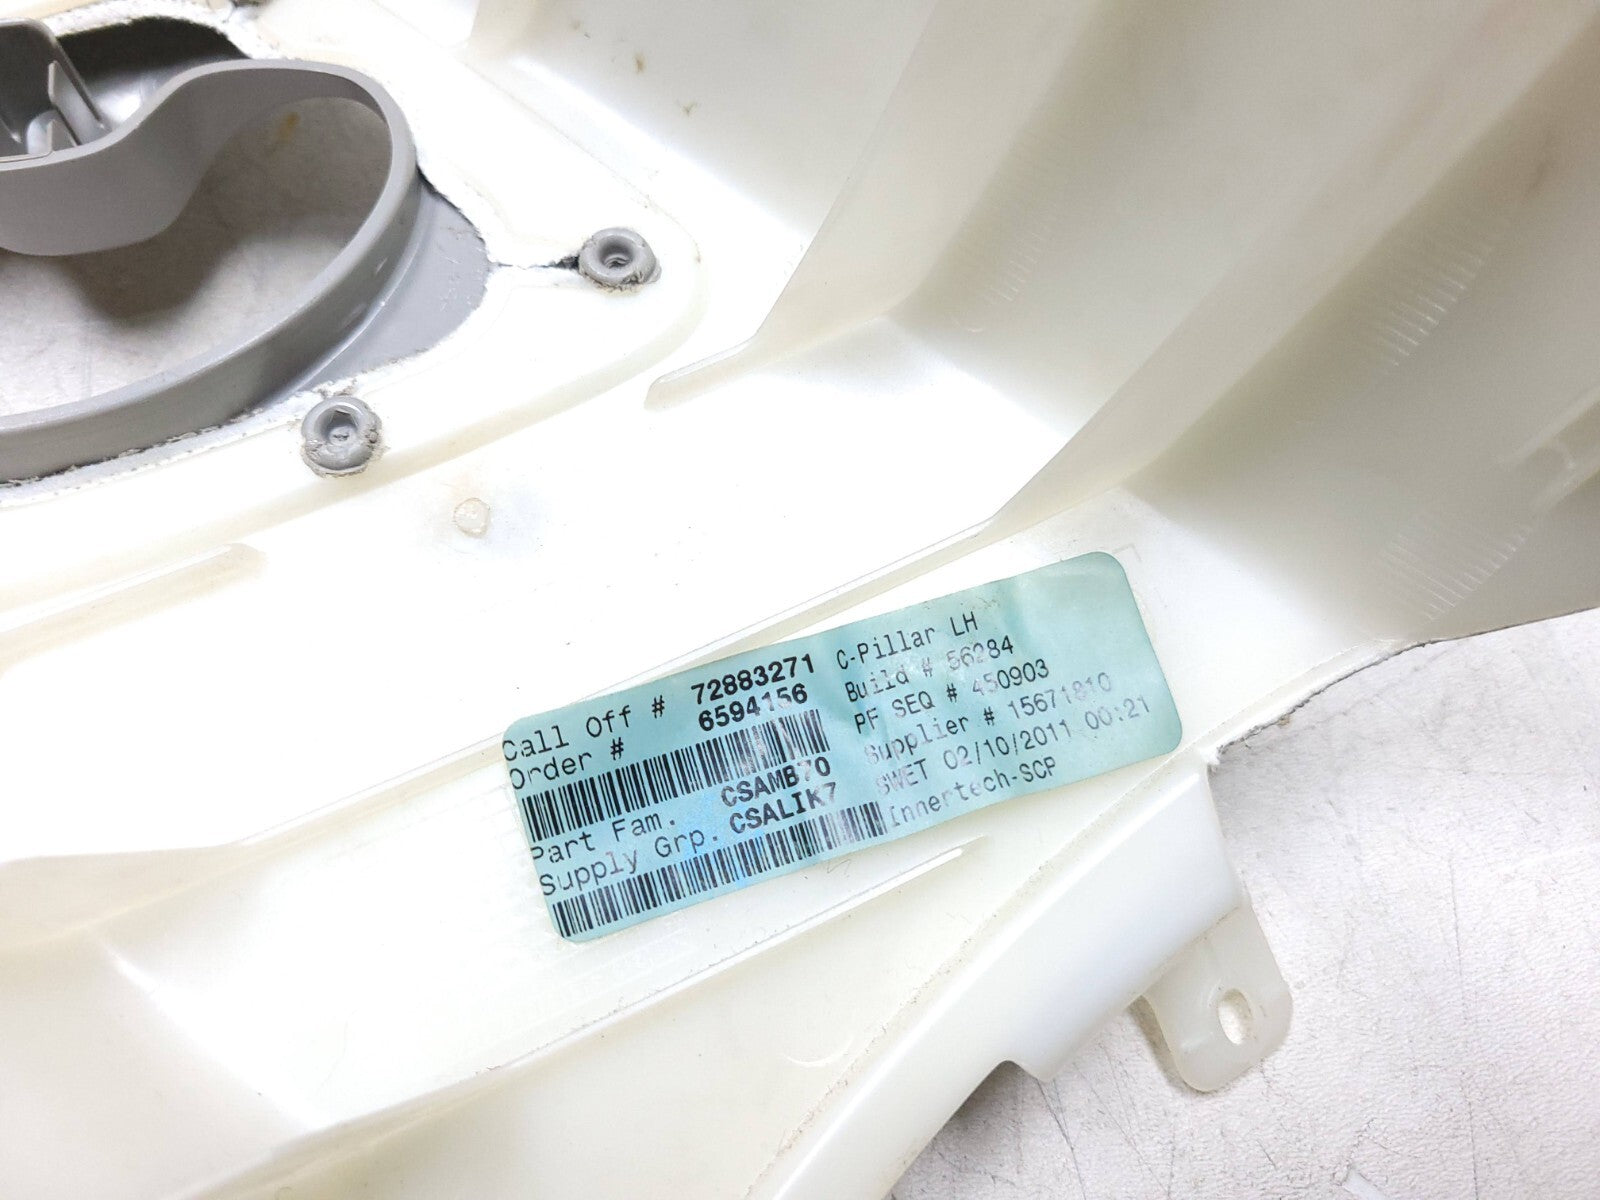 Call Off # 72883271
Order # 6594156
Part Fam. CSAMB70
Supply Grp. CSALIK7
C-Pillar LH
Build # 56284
PF SEQ # 450903
Supplier # 15671810
SWET 02/10/2011 00:21
Innertech-SCP